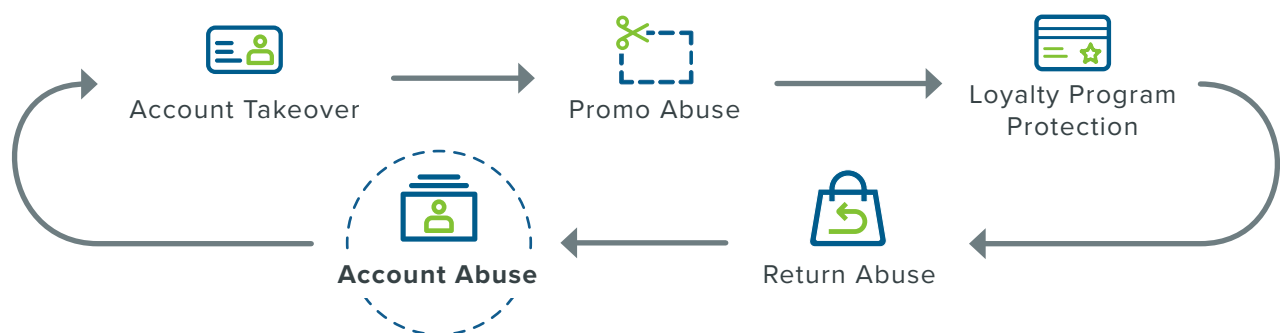 Account Takeover
Promo Abuse
Loyalty Program
Protection
Account Abuse
Return Abuse